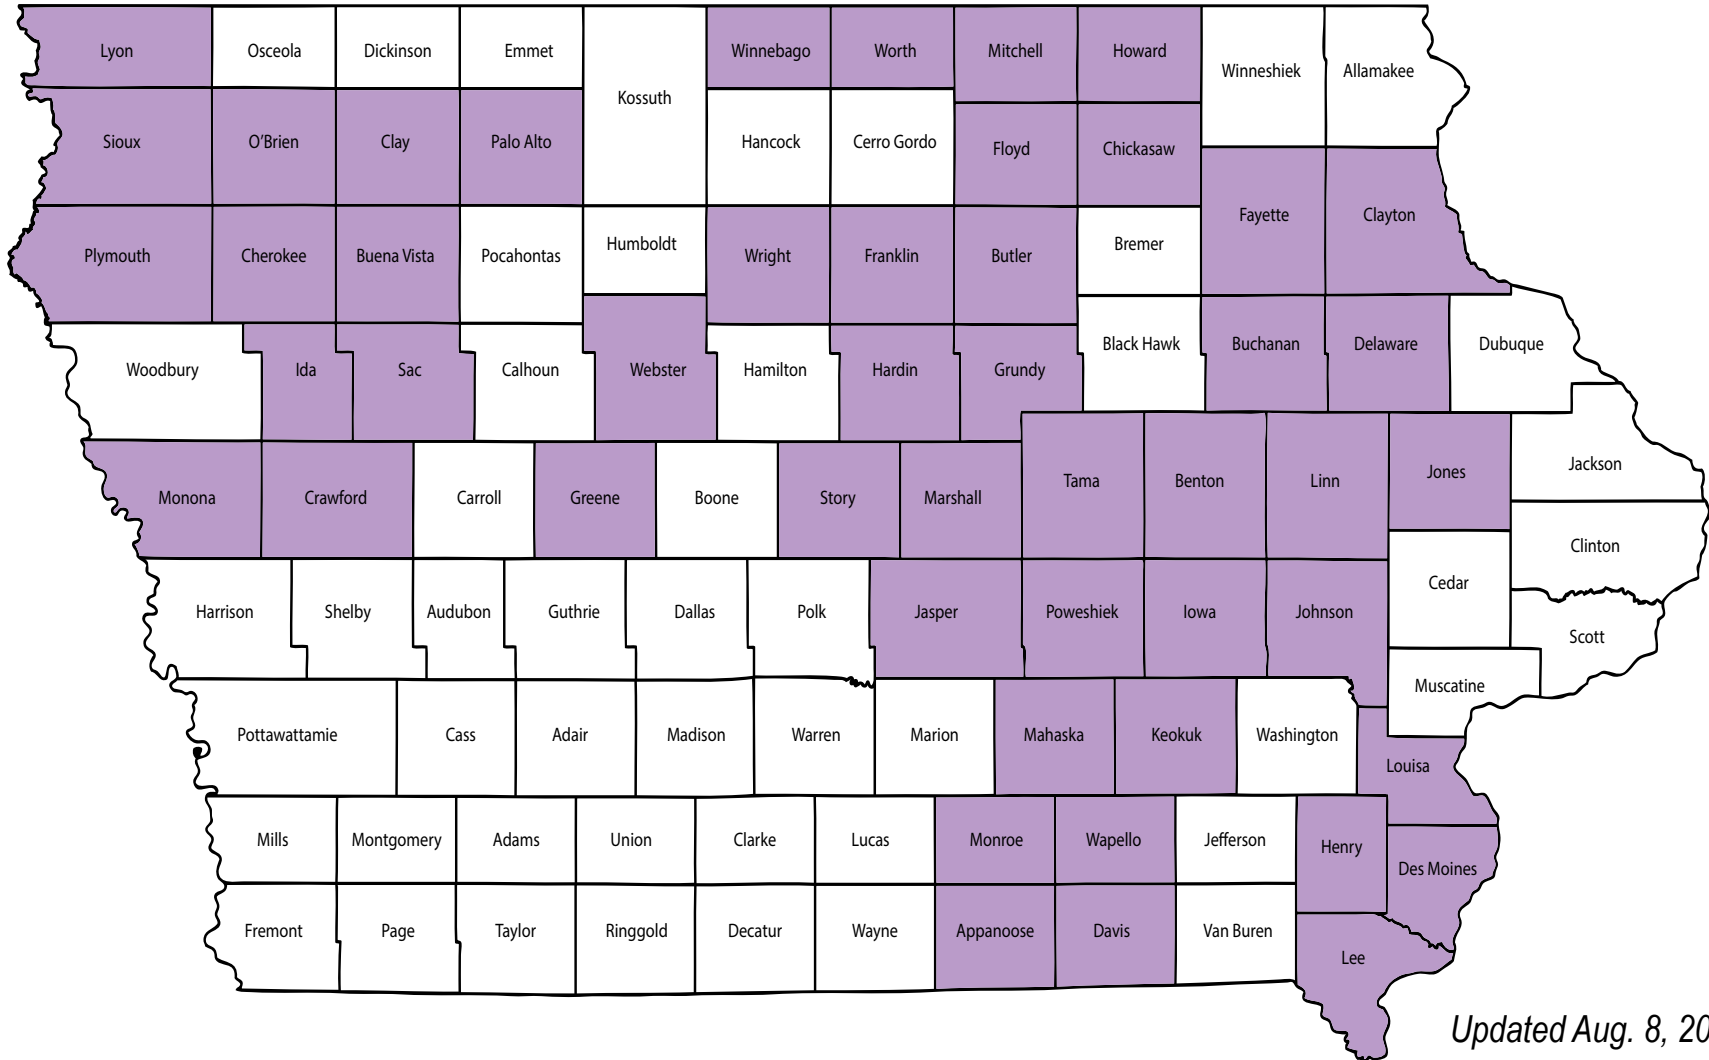 Lyon Osceola Dickinson Emmet Kossuth Winnebago Worth Mitchell Howard Winneshiek Allamakee
Sioux O'Brien Clay Palo Alto Hancock Cerro Gordo Floyd Chickasaw
Plymouth Cherokee Buena Vista Pocahontas Humboldt Wright Franklin Butler Bremer Fayette Clayton
Woodbury Ida Sac Calhoun Webster Hamilton Hardin Grundy Black Hawk Buchanan Delaware Dubuque
Monona Crawford Carroll Greene Boone Story Marshall Tama Benton Linn Jones Jackson
Clinton
Harrison Shelby Audubon Guthrie Dallas Polk Jasper Poweshiek Iowa Johnson Cedar
Scott
Muscatine
Pottawattamie Cass Adair Madison Warren Marion Mahaska Keokuk Washington Louisa
Mills Montgomery Adams Union Clarke Lucas Monroe Wapello Jefferson Henry Des Moines
Fremont Page Taylor Ringgold Decatur Wayne Appanoose Davis Van Buren Lee
Updated Aug. 8, 20